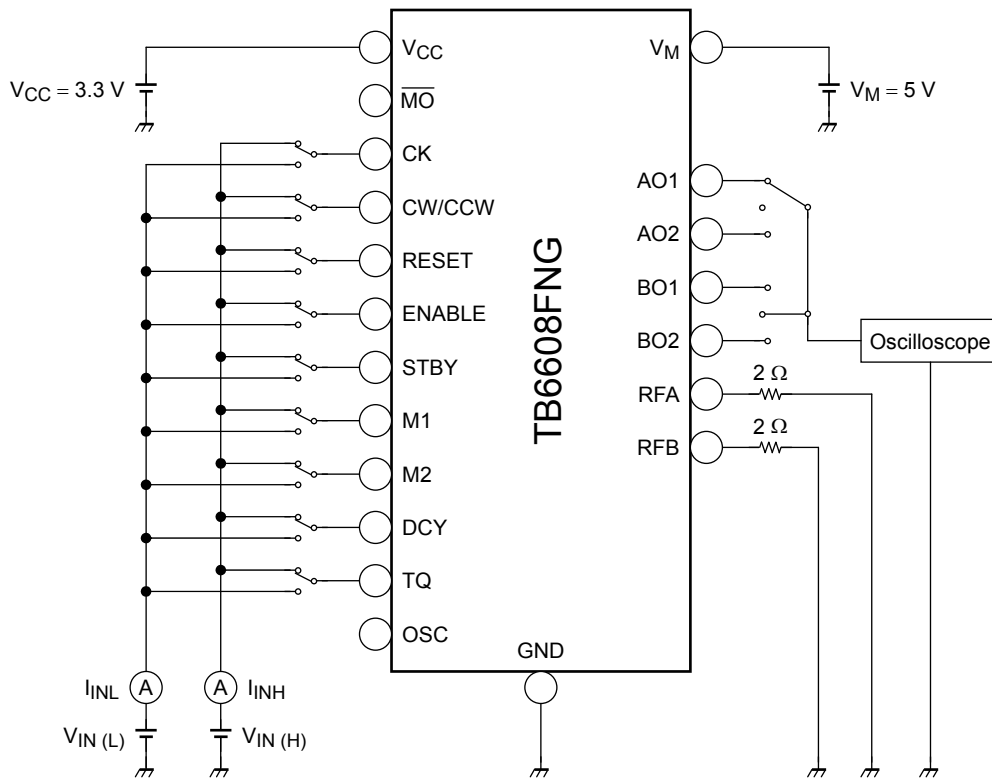 V_CC
V_CC = 3.3 V
MO
CK
CW/CCW
RESET
ENABLE
STBY
M1
M2
DCY
TQ
OSC
I_INL
A
A
I_INH
V_IN (L)
V_IN (H)
TB6608FNG
GND
V_M
V_M = 5 V
AO1
AO2
BO1
BO2
RFA
RFB
2 Ω
2 Ω
Oscilloscope